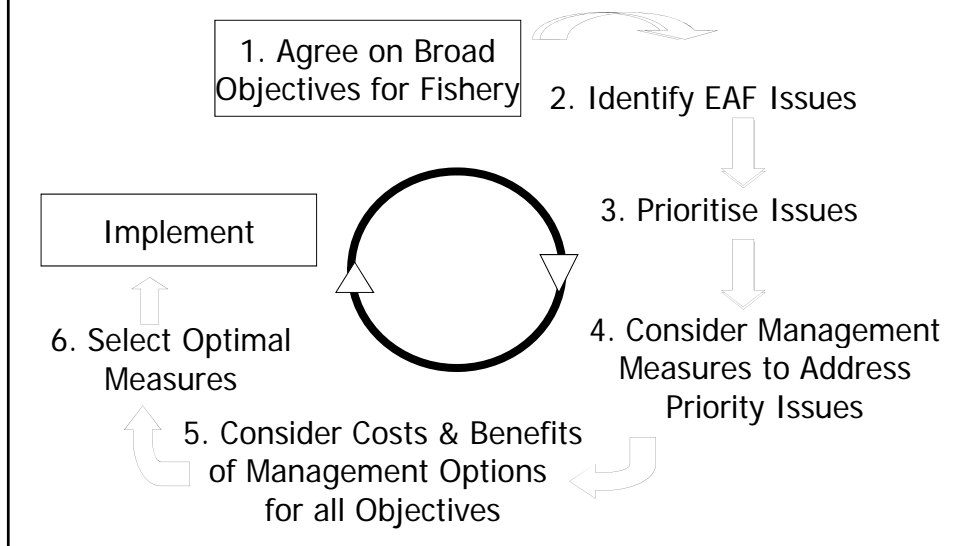 1. Agree on Broad
Objectives for Fishery
2. Identify EAF Issues
3. Prioritise Issues
4. Consider Management
Measures to Address
Priority Issues
5. Consider Costs & Benefits
of Management Options
for all Objectives
6. Select Optimal
Measures
Implement